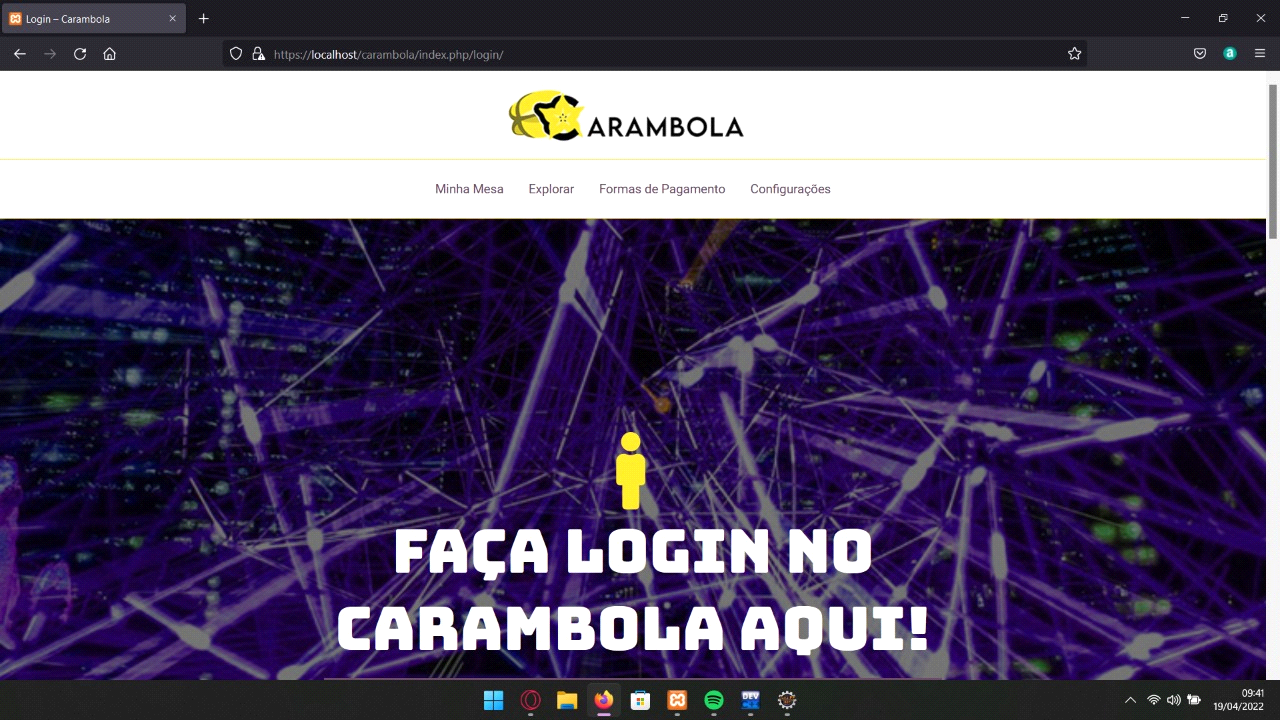 Login – Carambola
https://localhost/carambola/index.php/login/
ARAMBOLA
Minha Mesa Explorar Formas de Pagamento Configurações
FAÇA LOGIN NO
CARAMBOLA AQUI!
DEV
09:41
19/04/2022